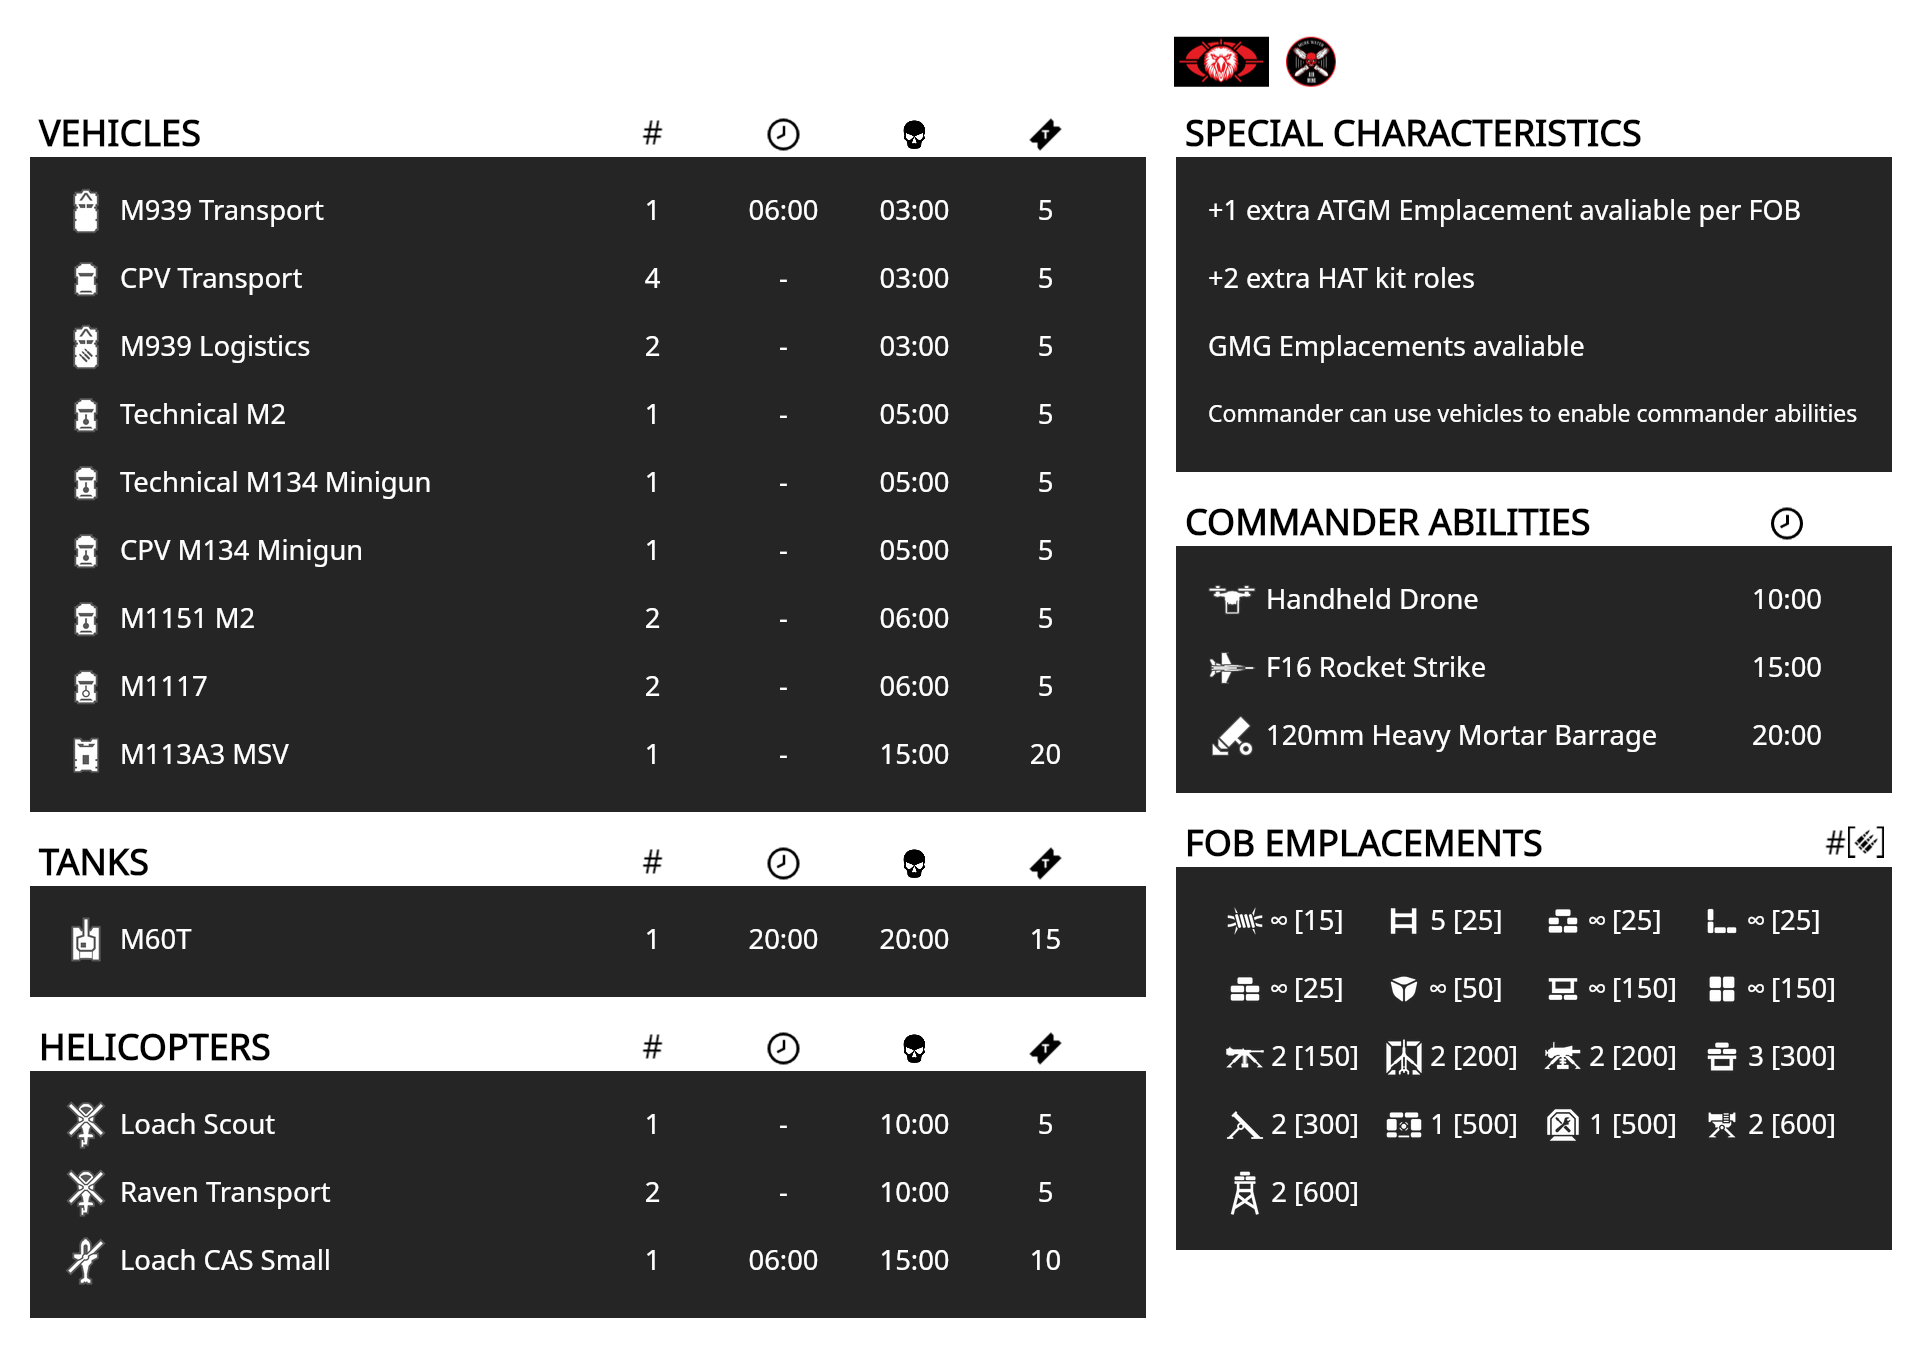 VEHICLES #
M939 Transport 1 06:00 03:00 5
CPV Transport 4 - 03:00 5
M939 Logistics 2 - 03:00 5
Technical M2 1 - 05:00 5
Technical M134 Minigun 1 - 05:00 5
CPV M134 Minigun 1 - 05:00 5
M1151 M2 2 - 06:00 5
M1117 2 - 06:00 5
M113A3 MSV 1 - 15:00 20
TANKS #
M60T 1 20:00 20:00 15
HELICOPTERS #
Loach Scout 1 - 10:00 5
Raven Transport 2 - 10:00 5
Loach CAS Small 1 06:00 15:00 10
SPECIAL CHARACTERISTICS
+1 extra ATGM Emplacement avaliable per FOB
+2 extra HAT kit roles
GMG Emplacements avaliable
Commander can use vehicles to enable commander abilities
COMMANDER ABILITIES
Handheld Drone 10:00
F16 Rocket Strike 15:00
120mm Heavy Mortar Barrage 20:00
FOB EMPLACEMENTS #[]
∞ [15] 5 [25] ∞ [25] ∞ [25]
∞ [25] ∞ [50] ∞ [150] ∞ [150]
2 [150] 2 [200] 2 [200] 3 [300]
2 [300] 1 [500] 1 [500] 2 [600]
2 [600]